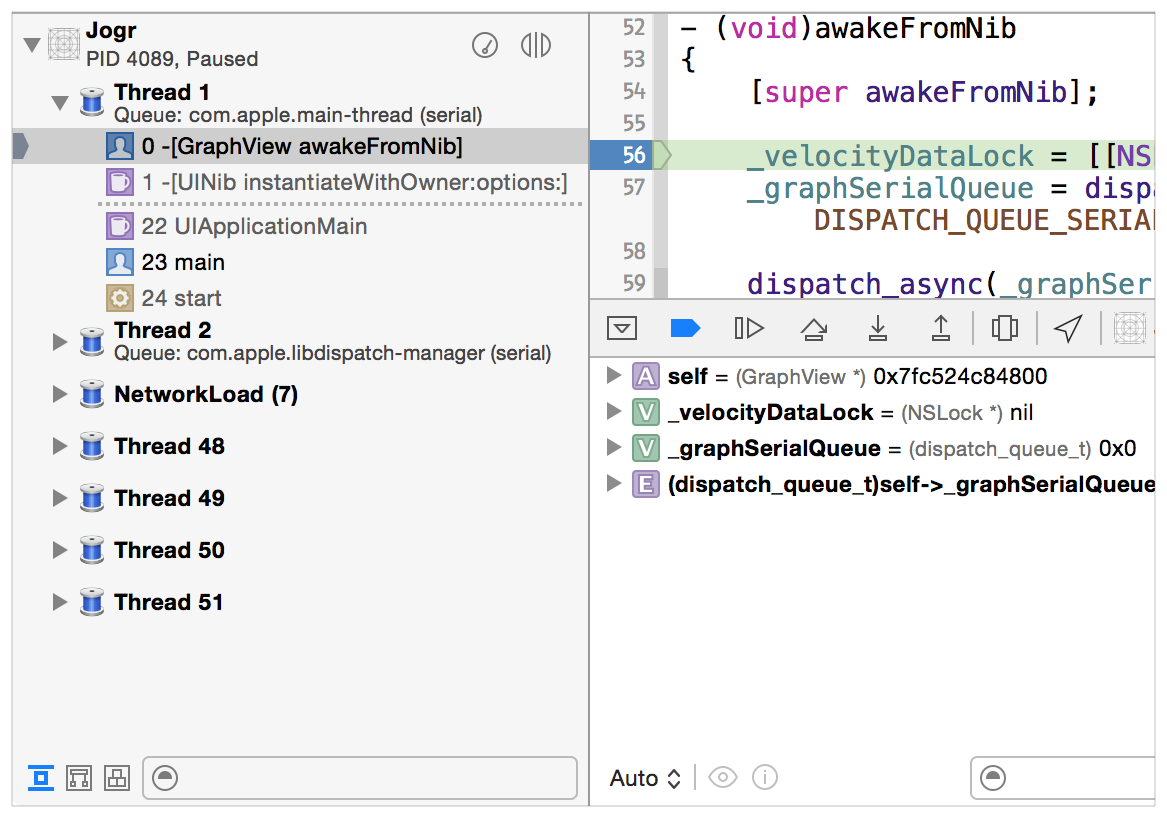 Jogr
PID 4089, Paused
Thread 1
Queue: com.apple.main-thread (serial)
0 -[GraphView awakeFromNib]
1 -[UINib instantiateWithOwner:options:]
22 UIApplicationMain
23 main
24 start
Thread 2
Queue: com.apple.libdispatch-manager (serial)
NetworkLoad (7)
Thread 48
Thread 49
Thread 50
Thread 51
52 - (void)awakeFromNib
53 {
54 [super awakeFromNib];
55
56 _velocityDataLock = [[NS
57 _graphSerialQueue = dispa
DISPATCH_QUEUE_SERIAL
58
59 dispatch_async(_graphSer
A self = (GraphView *) 0x7fc524c84800
V _velocityDataLock = (NSLock *) nil
V _graphSerialQueue = (dispatch_queue_t) 0x0
E (dispatch_queue_t)self->_graphSerialQueue
Auto